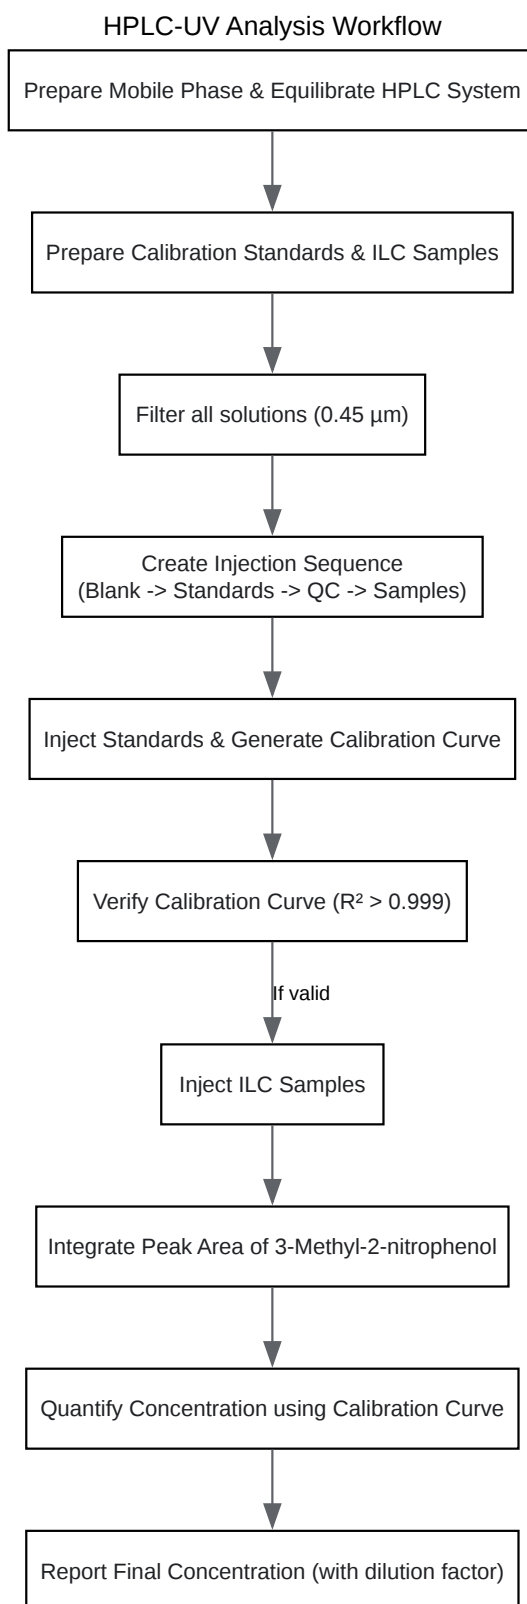 HPLC-UV Analysis Workflow
Prepare Mobile Phase & Equilibrate HPLC System
Prepare Calibration Standards & ILC Samples
Filter all solutions (0.45 µm)
Create Injection Sequence
(Blank -> Standards -> QC -> Samples)
Inject Standards & Generate Calibration Curve
Verify Calibration Curve (R² > 0.999)
If valid
Inject ILC Samples
Integrate Peak Area of 3-Methyl-2-nitrophenol
Quantify Concentration using Calibration Curve
Report Final Concentration (with dilution factor)